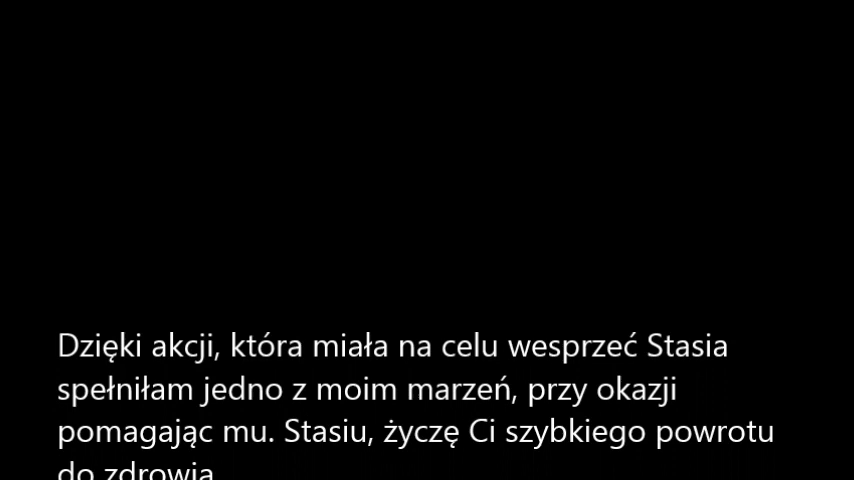 Dzięki akcji, która miała na celu wesprzeć Stasia
spełniłam jedno z moim marzeń, przy okazji
pomagając mu. Stasiu, życzę Ci szybkiego powrotu
do zdrowia